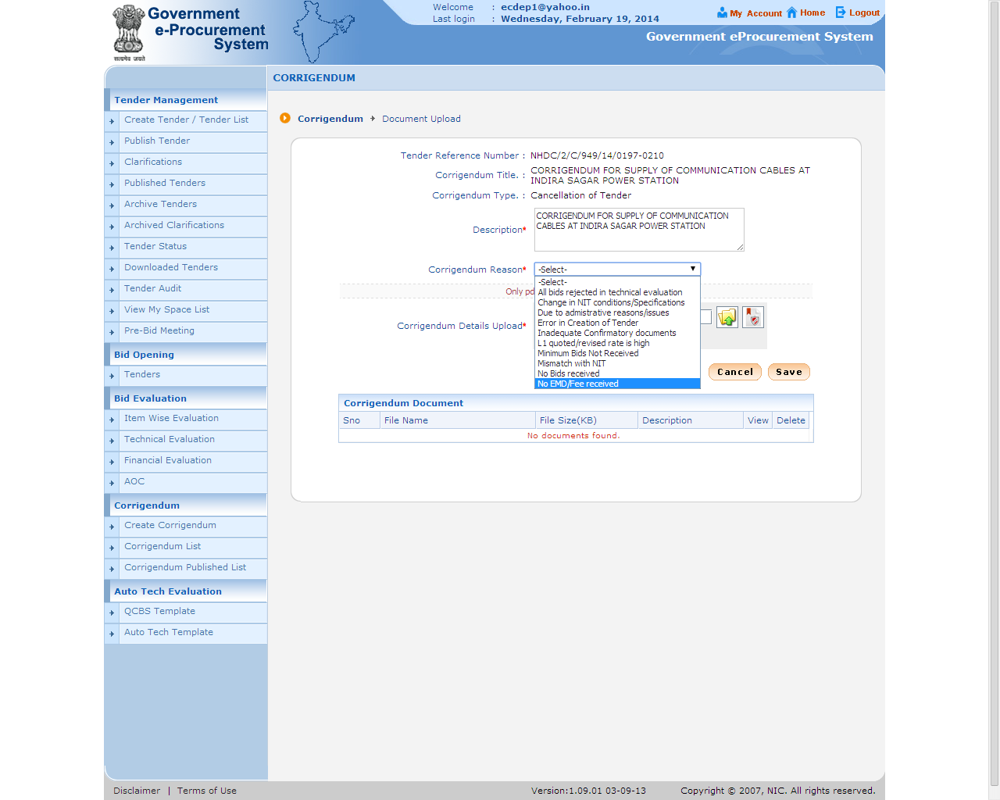 Government
e-Procurement
System
सत्यमेव जयते
Welcome : ecdep1@yahoo.in
Last login : Wednesday, February 19, 2014
My Account Home Logout
Government eProcurement System
CORRIGENDUM
Tender Management
Create Tender / Tender List
Publish Tender
Clarifications
Published Tenders
Archive Tenders
Archived Clarifications
Tender Status
Downloaded Tenders
Tender Audit
View My Space List
Pre-Bid Meeting
Bid Opening
Tenders
Bid Evaluation
Item Wise Evaluation
Technical Evaluation
Financial Evaluation
AOC
Corrigendum
Create Corrigendum
Corrigendum List
Corrigendum Published List
Auto Tech Evaluation
QCBS Template
Auto Tech Template
Corrigendum Document Upload
Tender Reference Number : NHDC/2/C/949/14/0197-0210
Corrigendum Title. : CORRIGENDUM FOR SUPPLY OF COMMUNICATION CABLES AT
INDIRA SAGAR POWER STATION
Corrigendum Type. : Cancellation of Tender
Description* CORRIGENDUM FOR SUPPLY OF COMMUNICATION
CABLES AT INDIRA SAGAR POWER STATION
Corrigendum Reason* -Select-
-Select-
Only pd
All bids rejected in technical evaluation
Change in NIT conditions/Specifications
Due to admistrative reasons/issues
Error in Creation of Tender
Corrigendum Details Upload*
Inadequate Confirmatory documents
L1 quoted/revised rate is high
Minimum Bids Not Received
Mismatch with NIT
No Bids received
No EMD/Fee received
Cancel Save
Corrigendum Document
Sno File Name File Size(KB) Description View Delete
No documents found.
Disclaimer | Terms of Use Version:1.09.01 03-09-13 Copyright © 2007, NIC. All rights reserved.